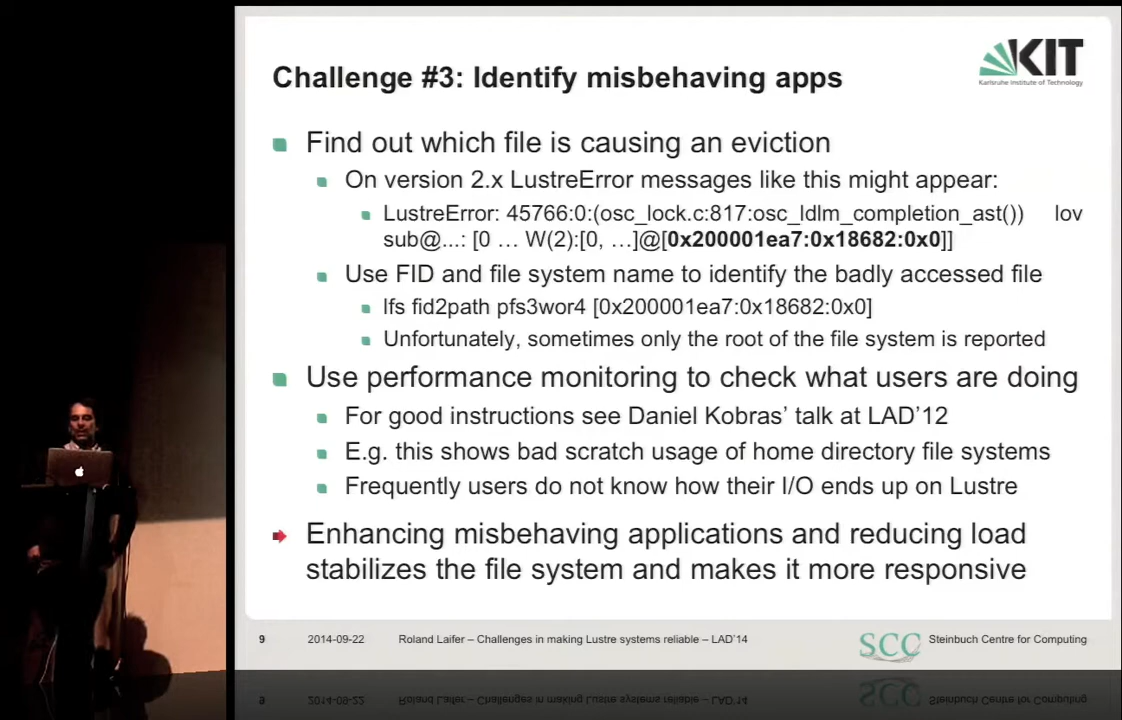 KIT
Karlsruhe Institute of Technology
Challenge #3: Identify misbehaving apps
Find out which file is causing an eviction
On version 2.x LustreError messages like this might appear:
LustreError: 45766:0:(osc_lock.c:817:osc_ldlm_completion_ast()) lov
sub@...: [0 … W(2):[0, …]@[0x200001ea7:0x18682:0x0]]
Use FID and file system name to identify the badly accessed file
lfs fid2path pfs3wor4 [0x200001ea7:0x18682:0x0]
Unfortunately, sometimes only the root of the file system is reported
Use performance monitoring to check what users are doing
For good instructions see Daniel Kobras’ talk at LAD’12
E.g. this shows bad scratch usage of home directory file systems
Frequently users do not know how their I/O ends up on Lustre
Enhancing misbehaving applications and reducing load
stabilizes the file system and makes it more responsive
9 2014-09-22 Roland Laifer – Challenges in making Lustre systems reliable – LAD’14 SCC Steinbuch Centre for Computing